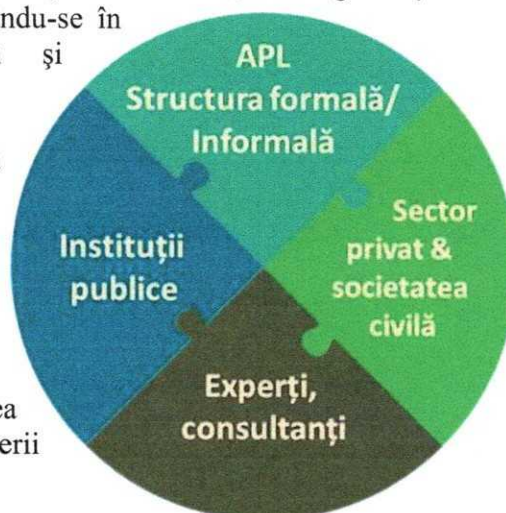 ndu-se în
și
APL
Structura formală/
Informală
Instituții
publice
Sector
privat &
societatea
civilă
Experți,
consultanți
ea
erii